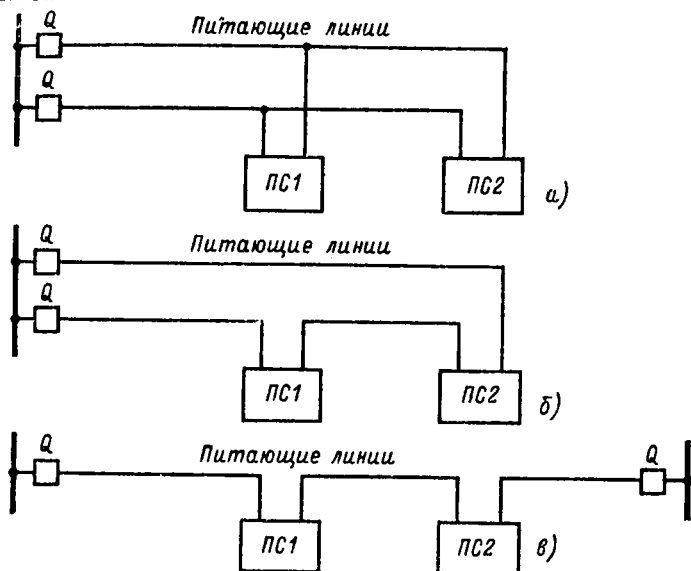 Q
Питающие линии
Q
ПС1
ПС2
а)
Q
Питающие линии
Q
ПС1
ПС2
б)
Q
Питающие линии
Q
ПС1
ПС2
в)